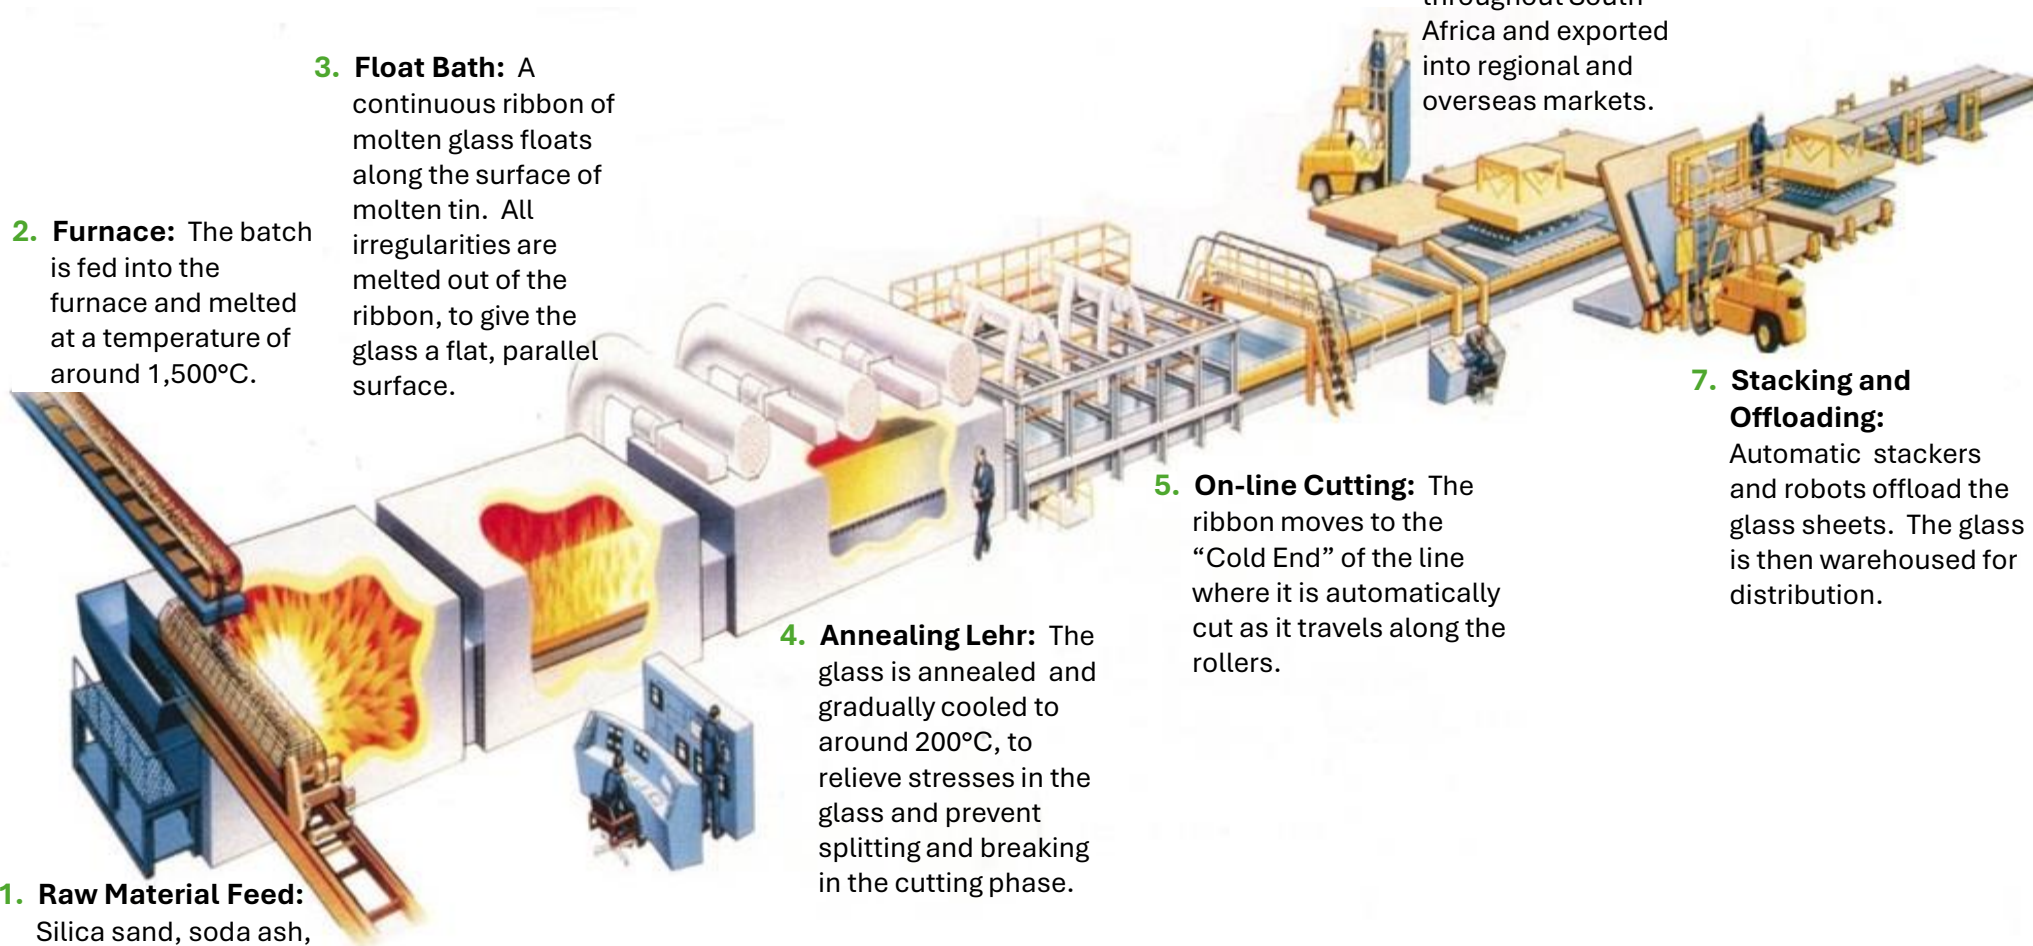 throughout South
Africa and exported
into regional and
overseas markets.
3. Float Bath: A
continuous ribbon of
molten glass floats
along the surface of
molten tin. All
irregularities are
melted out of the
ribbon, to give the
glass a flat, parallel
surface.
2. Furnace: The batch
is fed into the
furnace and melted
at a temperature of
around 1,500°C.
7. Stacking and
Offloading:
Automatic stackers
and robots offload the
glass sheets. The glass
is then warehoused for
distribution.
5. On-line Cutting: The
ribbon moves to the
“Cold End” of the line
where it is automatically
cut as it travels along the
rollers.
4. Annealing Lehr: The
glass is annealed and
gradually cooled to
around 200°C, to
relieve stresses in the
glass and prevent
splitting and breaking
in the cutting phase.
1. Raw Material Feed:
Silica sand, soda ash,